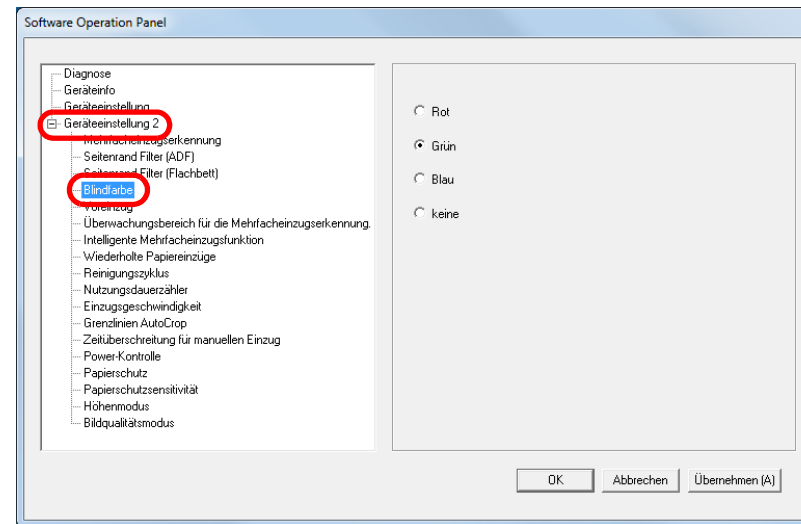 Software Operation Panel
Diagnose
Geräteinfo
Geräteeinstellung
Geräteeinstellung 2
Mehrfacheinzugserkennung
Seitenrand Filter (ADF)
Seitenrand Filter (Flachbett)
Blindfarbe
Voreinzug
Überwachungsbereich für die Mehrfacheinzugserkennung.
Intelligente Mehrfacheinzugsfunktion
Wiederholte Papiereinzüge
Reinigungszyklus
Nutzungsdauerzähler
Einzugsgeschwindigkeit
Grenzlinien AutoCrop
Zeitüberschreitung für manuellen Einzug
Power-Kontrolle
Papierschutz
Papierschutzsensitivität
Höhenmodus
Bildqualitätsmodus
Rot
Grün
Blau
keine
OK Abbrechen Übernehmen (A)